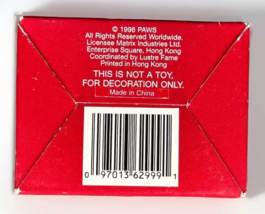 © 1996 PAWS
All Rights Reserved Worldwide.
Licensee Matrix Industries Ltd.
Enterprise Square, Hong Kong
Coordinated by Lustre Fame
Printed in Hong Kong
THIS IS NOT A TOY,
FOR DECORATION ONLY.
Made in China
0 97013 62999 1